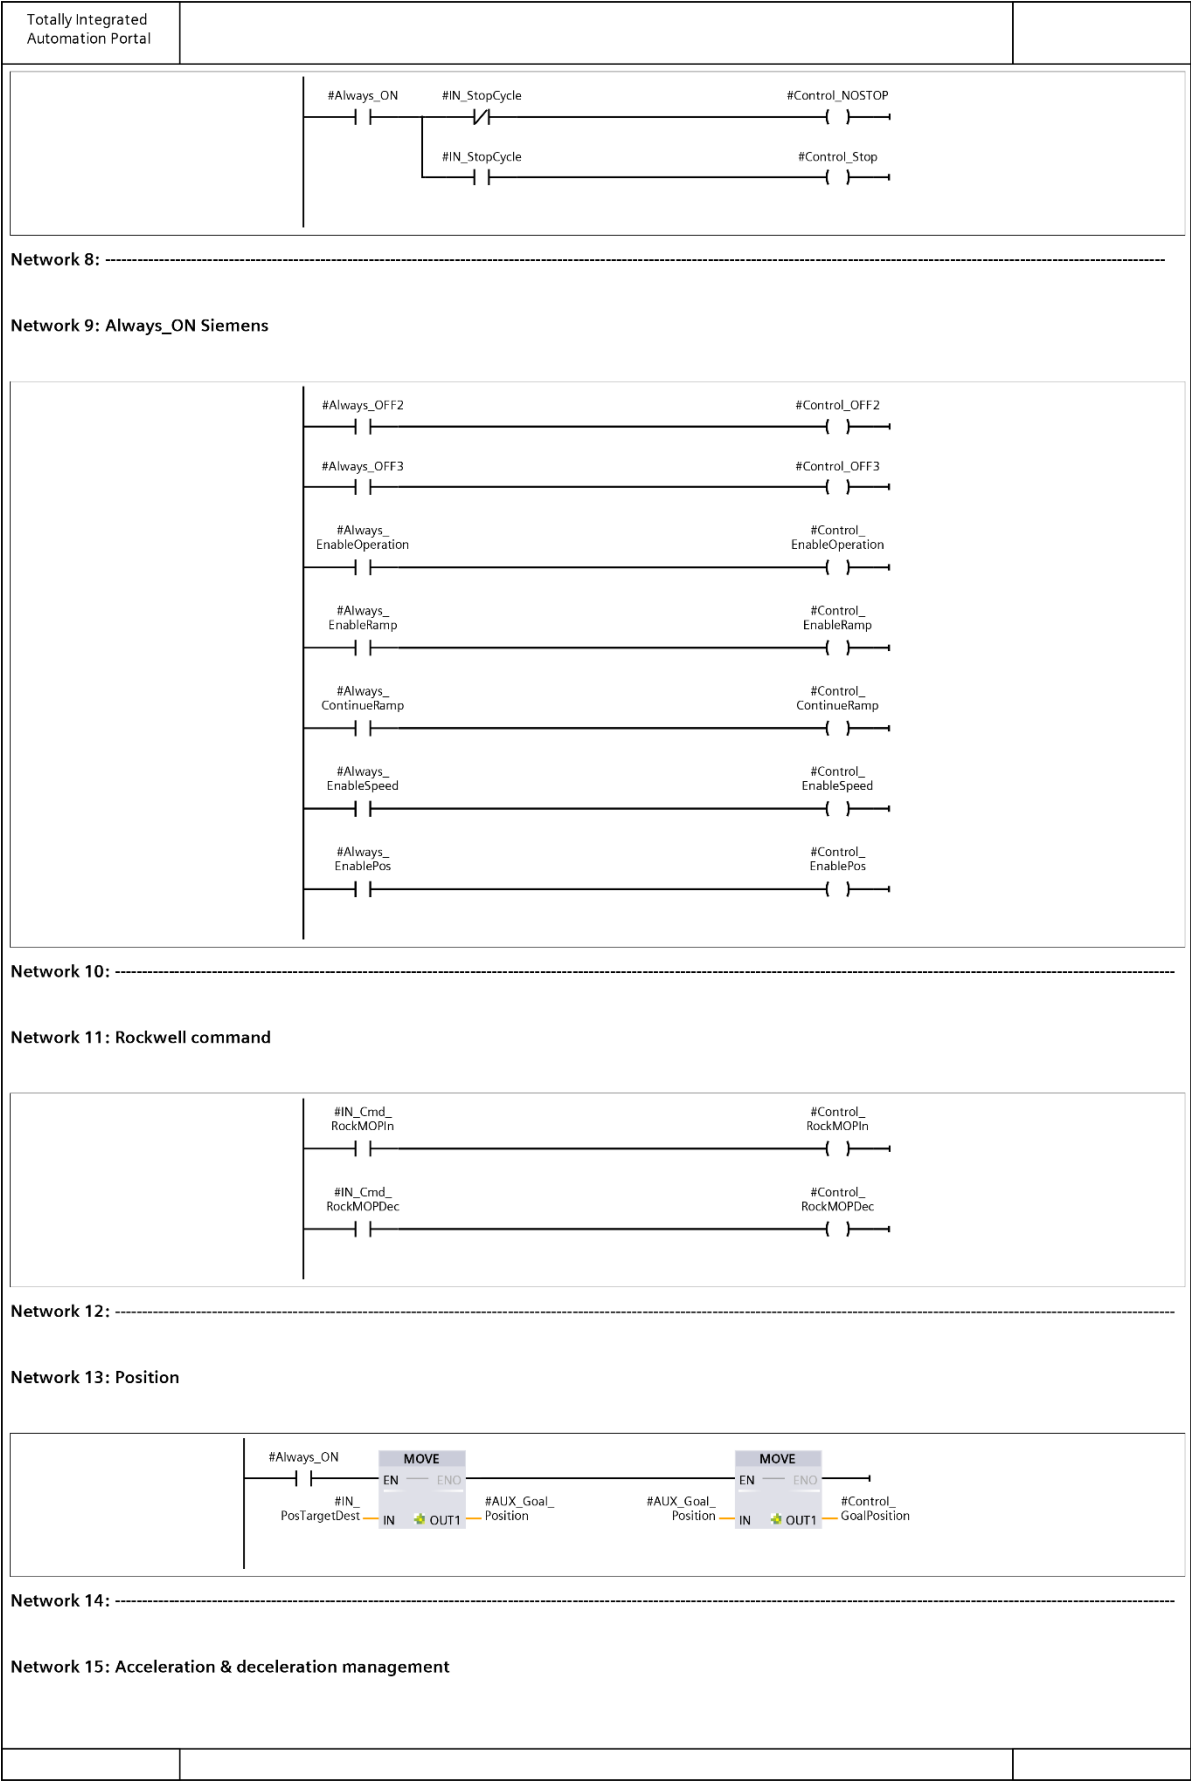 Totally Integrated
Automation Portal
#Always_ON #IN_StopCycle #Control_NOSTOP
#IN_StopCycle #Control_Stop
Network 8: ----------------------------------------------------------------------------------------------------
Network 9: Always_ON Siemens
#Always_OFF2 #Control_OFF2
#Always_OFF3 #Control_OFF3
#Always_ #Control_
EnableOperation EnableOperation
#Always_ #Control_
EnableRamp EnableRamp
#Always_ #Control_
ContinueRamp ContinueRamp
#Always_ #Control_
EnableSpeed EnableSpeed
#Always_ #Control_
EnablePos EnablePos
Network 10: ----------------------------------------------------------------------------------------------------
Network 11: Rockwell command
#IN_Cmd_ #Control_
RockMOPIn RockMOPIn
#IN_Cmd_ #Control_
RockMOPDec RockMOPDec
Network 12: ----------------------------------------------------------------------------------------------------
Network 13: Position
#Always_ON MOVE MOVE
EN ENO EN ENO
#IN_ #AUX_Goal_ #AUX_Goal_ #Control_
PosTargetDest IN OUT1 Position Position IN OUT1 GoalPosition
Network 14: ----------------------------------------------------------------------------------------------------
Network 15: Acceleration & deceleration management